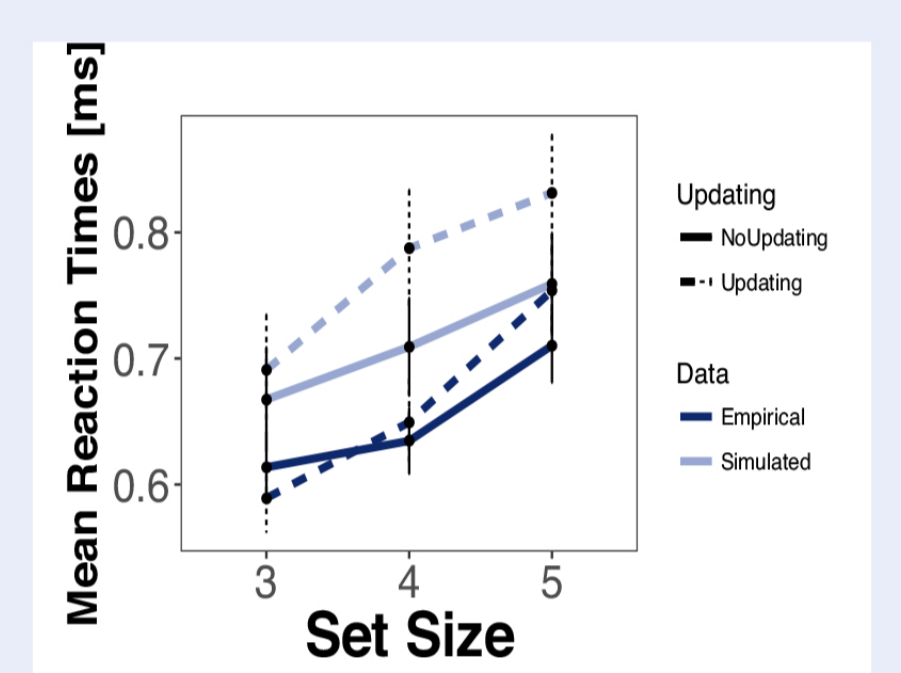 Mean Reaction Times [ms]
0.8
0.7
0.6
3 4 5
Set Size
Updating
NoUpdating
Updating
Data
Empirical
Simulated